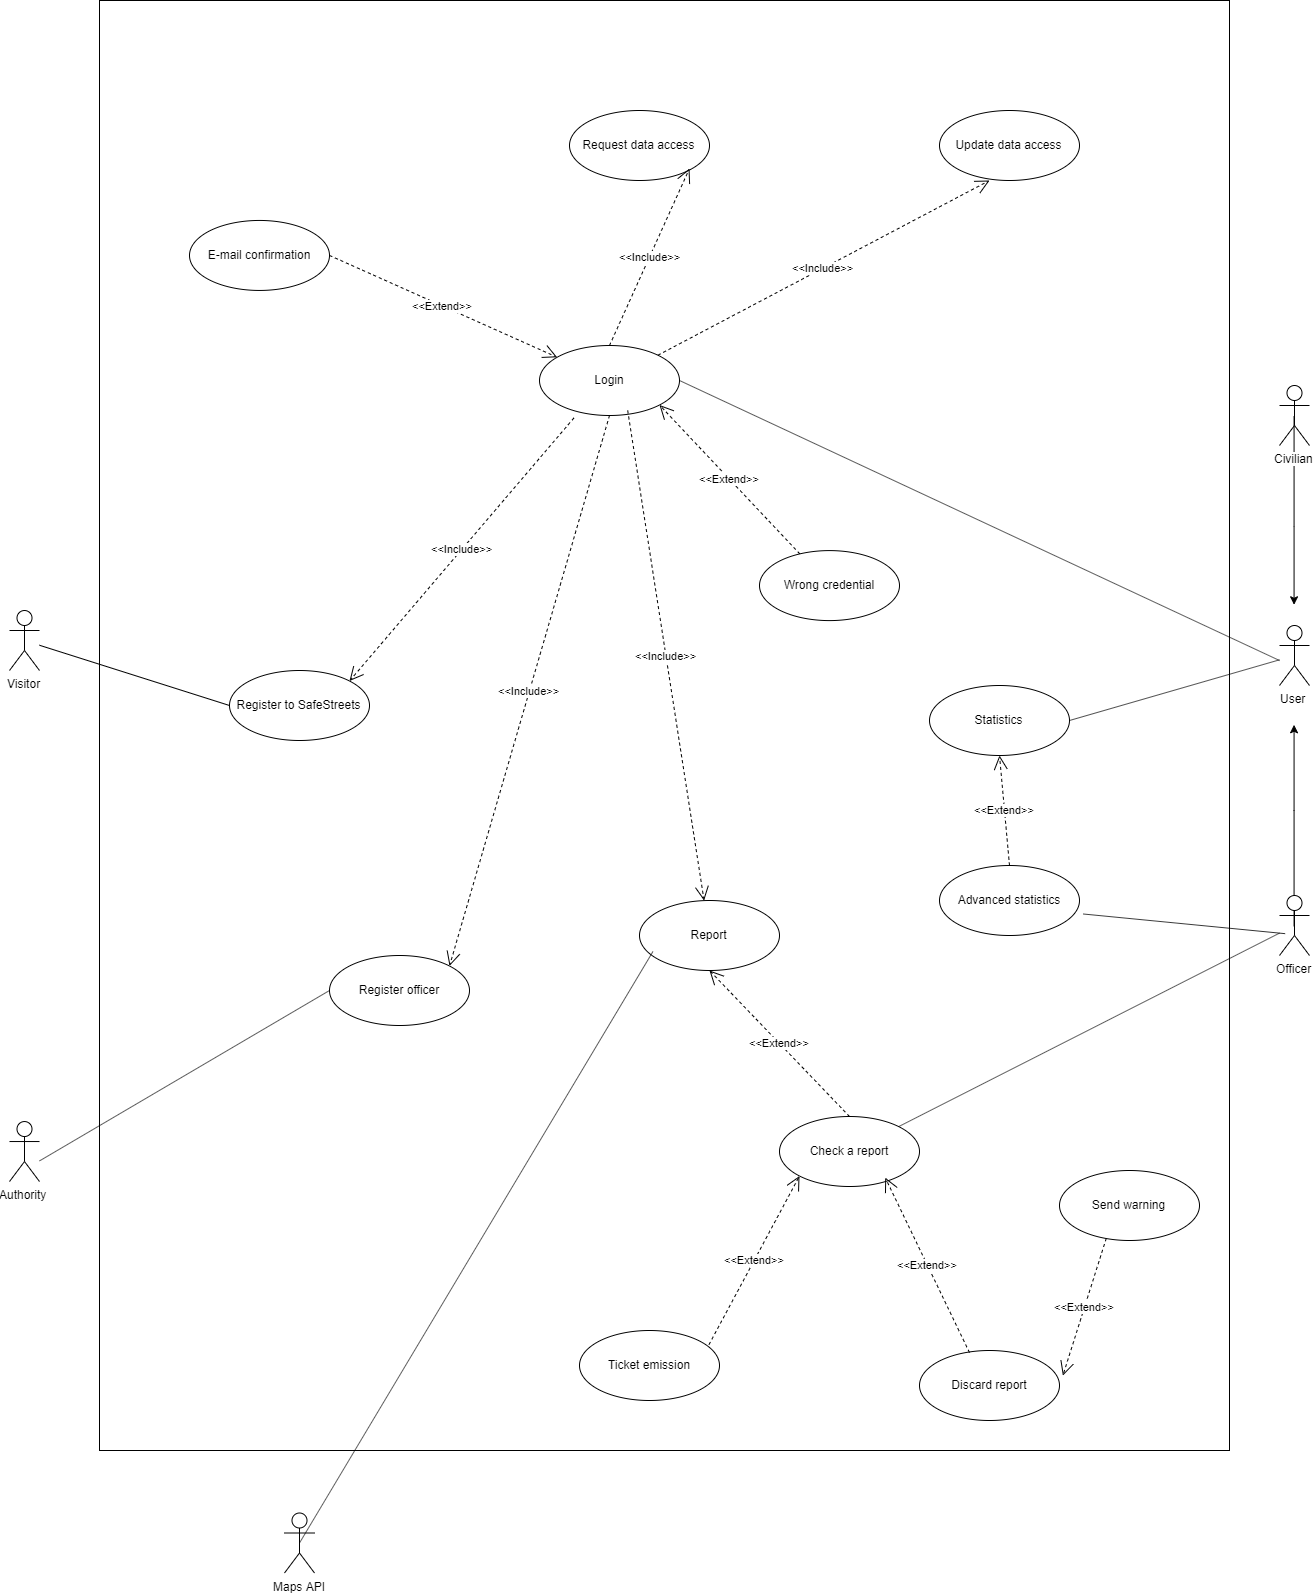 Request data access
Update data access
E-mail confirmation
<<Include>>
<<Include>>
<<Extend>>
Login
Civilian
<<Extend>>
<<Include>>
Wrong credential
<<Include>>
Visitor
<<Include>>
Register to SafeStreets
User
Statistics
<<Extend>>
Advanced statistics
Report
Officer
Register officer
<<Extend>>
Check a report
Authority
Send warning
<<Extend>>
<<Extend>>
<<Extend>>
Ticket emission
Discard report
Maps API